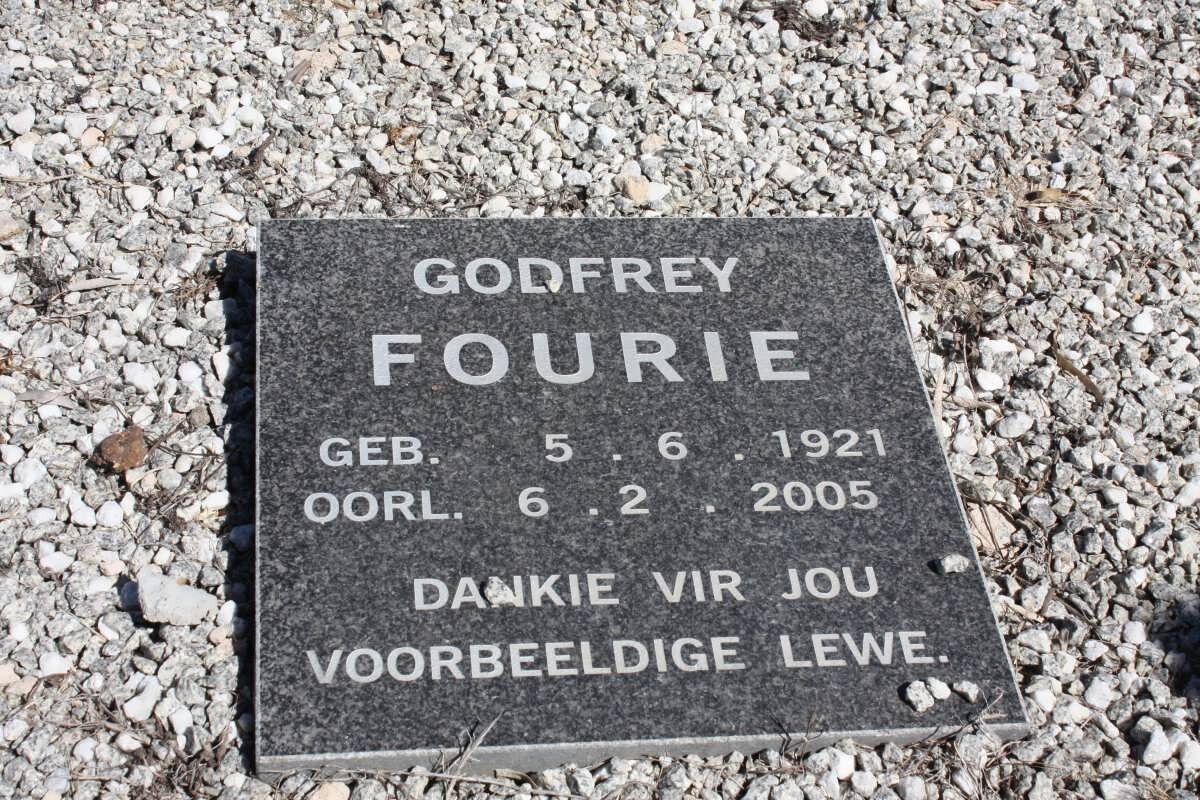 GODFREY
FOURIE
GEB. 5 . 6 . 1921
OORL. 6 . 2 . 2005
DANKIE VIR JOU
VOORBEELDIGE LEWE.